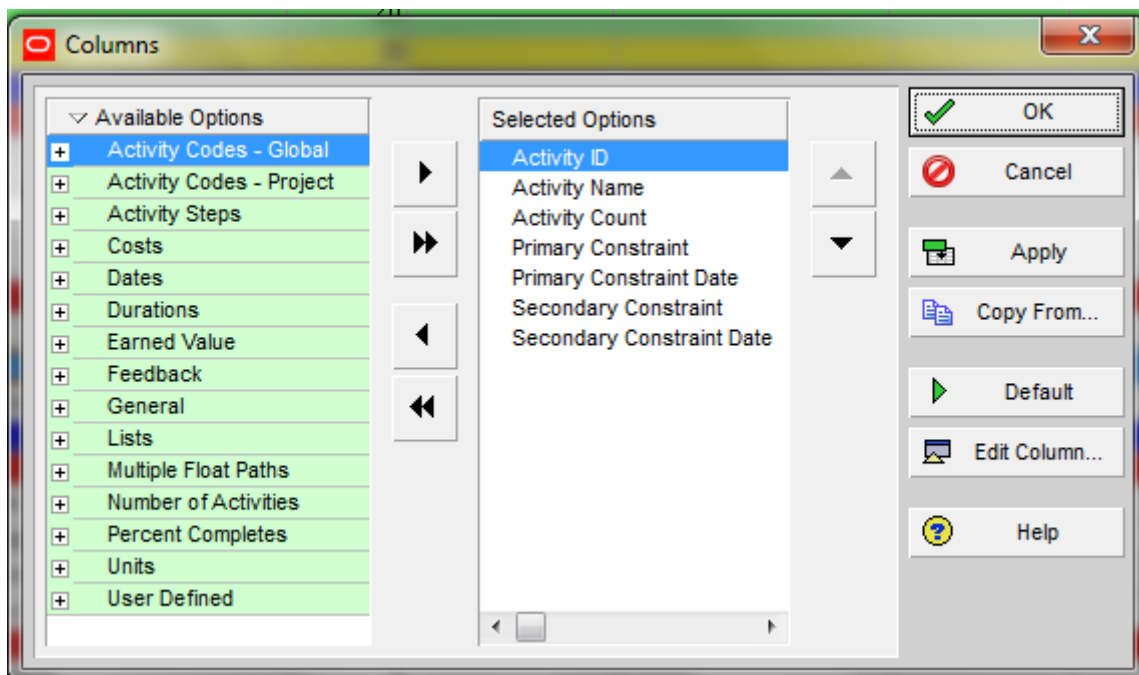 Columns
Available Options
Activity Codes - Global
Activity Codes - Project
Activity Steps
Costs
Dates
Durations
Earned Value
Feedback
General
Lists
Multiple Float Paths
Number of Activities
Percent Completes
Units
User Defined
Selected Options
Activity ID
Activity Name
Activity Count
Primary Constraint
Primary Constraint Date
Secondary Constraint
Secondary Constraint Date
OK
Cancel
Apply
Copy From...
Default
Edit Column...
Help